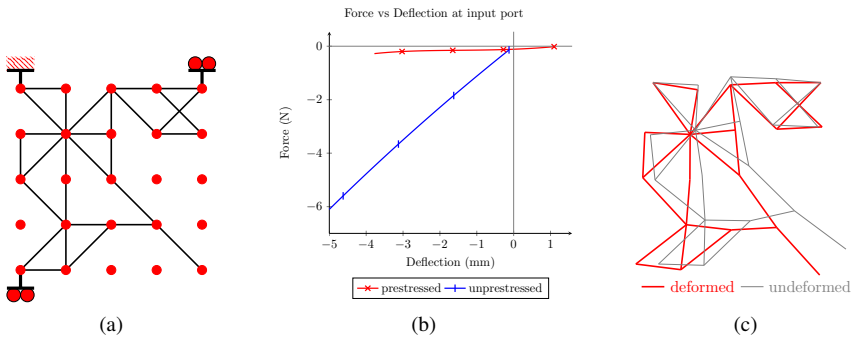 Force vs Deflection at input port
0
−2
−4
−6
Force (N)
−5 −4 −3 −2 −1 0 1
Deflection (mm)
prestressed unprestressed
deformed undeformed
(a) (b) (c)